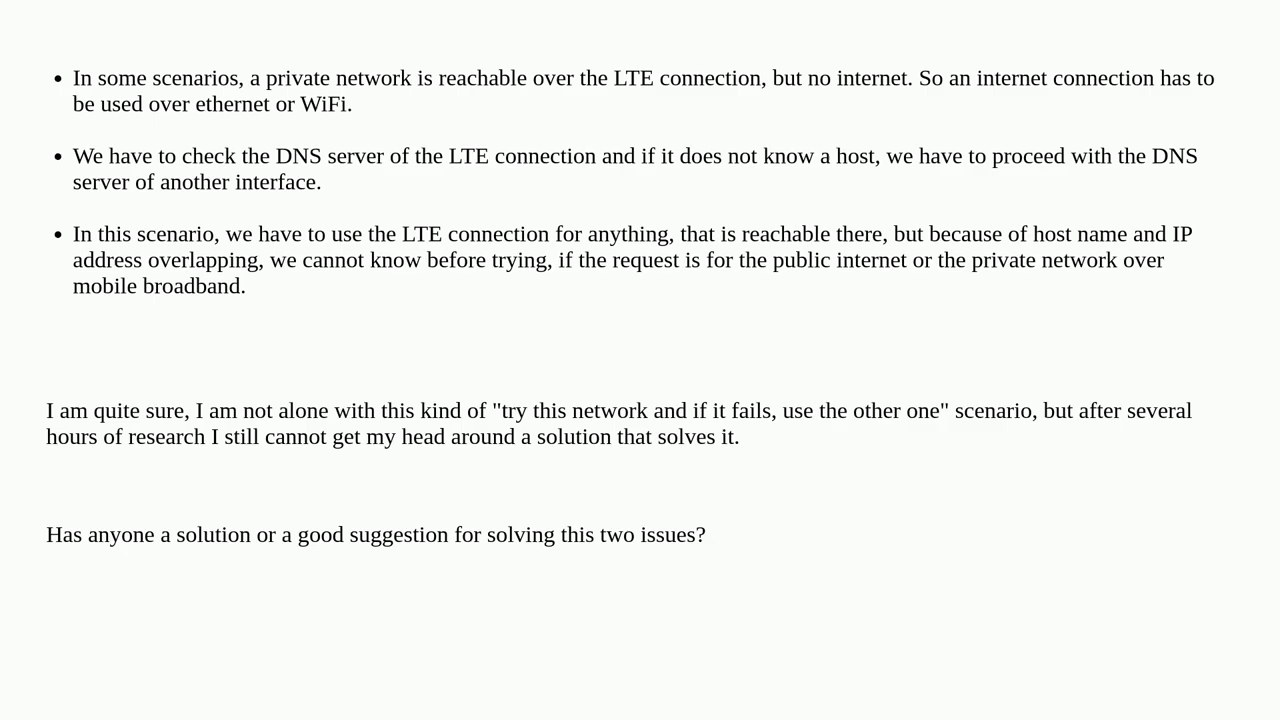 • In some scenarios, a private network is reachable over the LTE connection, but no internet. So an internet connection has to
be used over ethernet or WiFi.
• We have to check the DNS server of the LTE connection and if it does not know a host, we have to proceed with the DNS
server of another interface.
• In this scenario, we have to use the LTE connection for anything, that is reachable there, but because of host name and IP
address overlapping, we cannot know before trying, if the request is for the public internet or the private network over
mobile broadband.
I am quite sure, I am not alone with this kind of "try this network and if it fails, use the other one" scenario, but after several
hours of research I still cannot get my head around a solution that solves it.
Has anyone a solution or a good suggestion for solving this two issues?